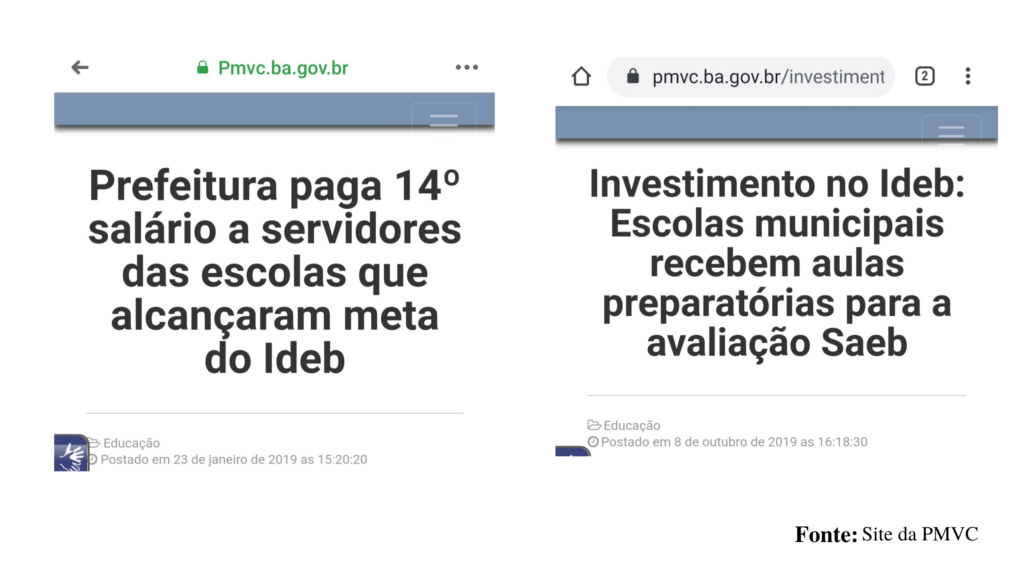 Pmvc.ba.gov.br
Prefeitura paga 14º
salário a servidores
das escolas que
alcançaram meta
do Ideb
Educação
Postado em 23 de janeiro de 2019 as 15:20:20
pmvc.ba.gov.br/investiment
2
Investimento no Ideb:
Escolas municipais
recebem aulas
preparatórias para a
avaliação Saeb
Educação
Postado em 8 de outubro de 2019 as 16:18:30
Fonte: Site da PMVC